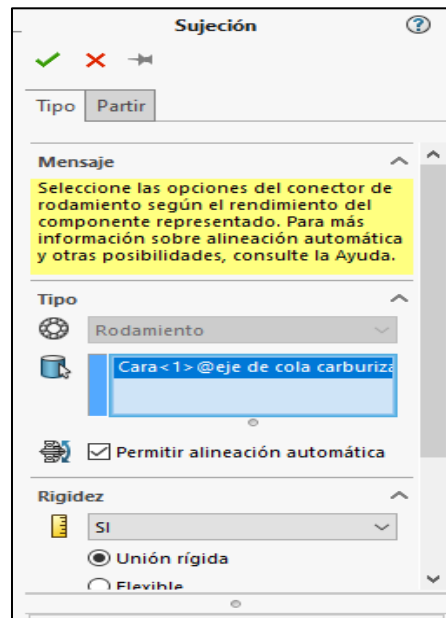 Sujeción
Tipo Partir
Mensaje
Seleccione las opciones del conector de
rodamiento según el rendimiento del
componente representado. Para más
información sobre alineación automática
y otras posibilidades, consulte la Ayuda.
Tipo
Rodamiento
Cara<1>@eje de cola carburiza
Permitir alineación automática
Rigidez
SI
Unión rígida
Flexible